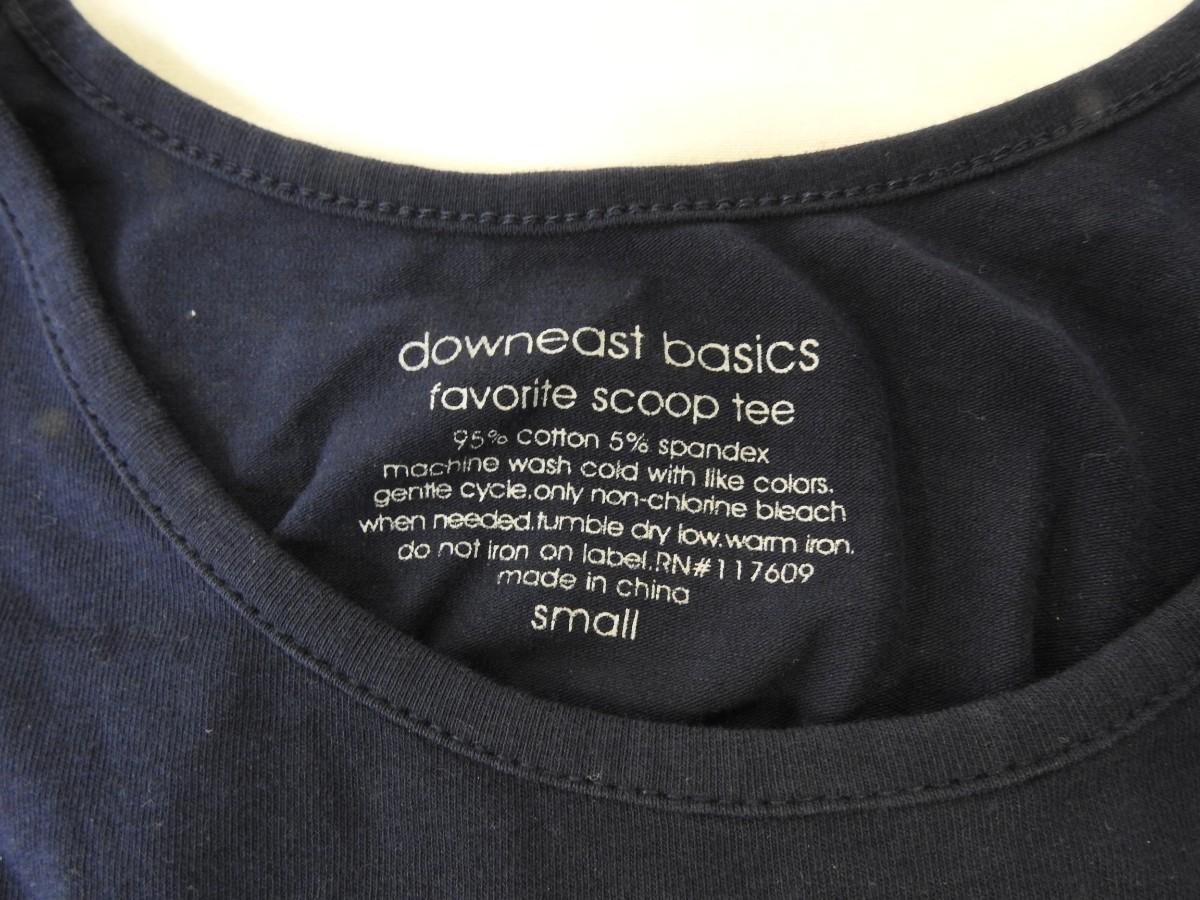 downeast basics
favorite scoop tee
95% cotton 5% spandex
machine wash cold with like colors.
gentle cycle.only non-chlorine bleach
when needed.tumble dry low.warm iron.
do not iron on label.RN#117609
made in china
small